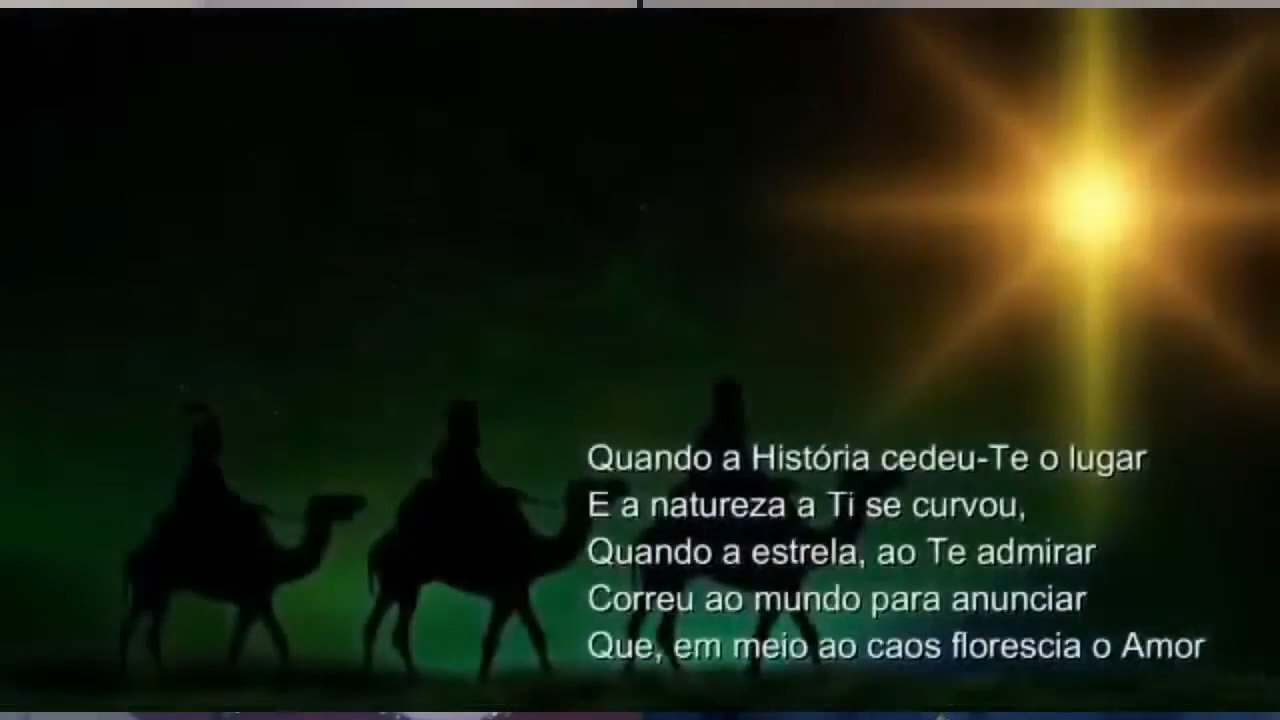 Quando a História cedeu-Te o lugar
E a natureza a Ti se curvou,
Quando a estrela, ao Te admirar
Correu ao mundo para anunciar
Que, em meio ao caos florescia o Amor